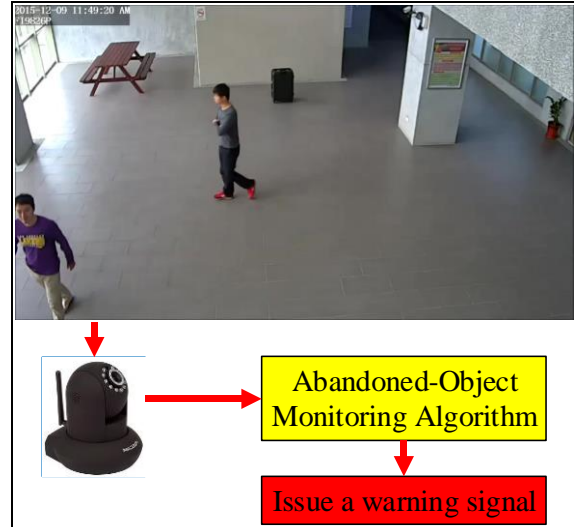 2015-12-09 11:49:20 AM
Abandoned-Object
Monitoring Algorithm
Issue a warning signal